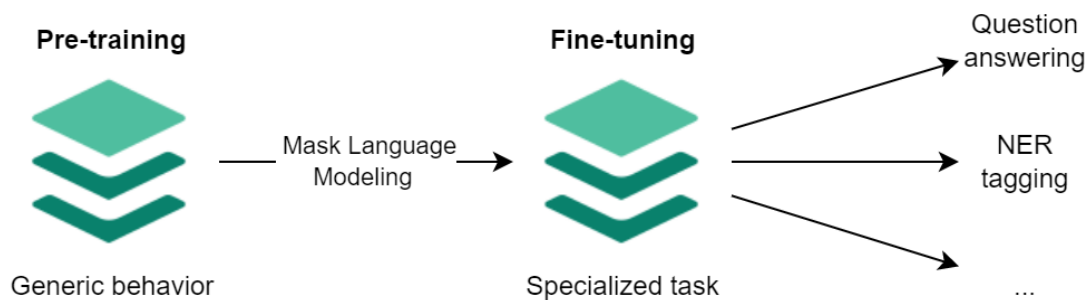 Pre-training
Generic behavior
Mask Language
Modeling
Fine-tuning
Specialized task
Question
answering
NER
tagging
...